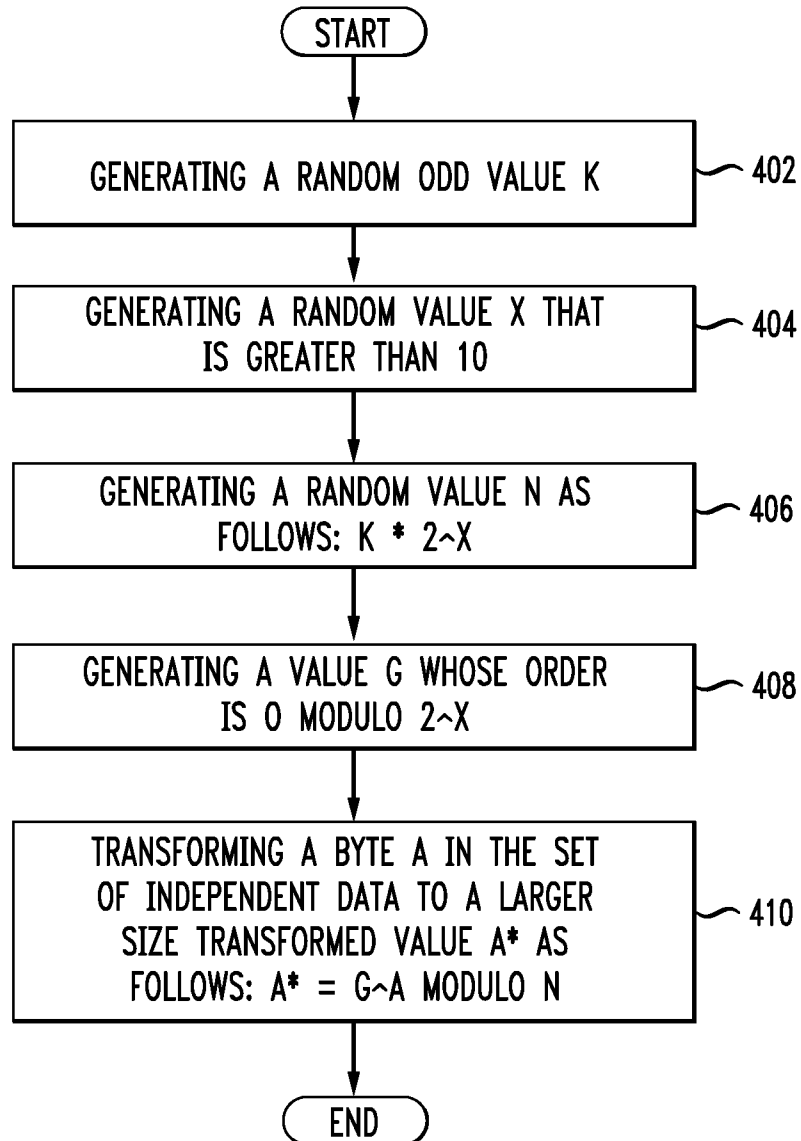 START
GENERATING A RANDOM ODD VALUE K
402
GENERATING A RANDOM VALUE X THAT
IS GREATER THAN 10
404
GENERATING A RANDOM VALUE N AS
FOLLOWS: K * 2^X
406
GENERATING A VALUE G WHOSE ORDER
IS 0 MODULO 2^X
408
TRANSFORMING A BYTE A IN THE SET
OF INDEPENDENT DATA TO A LARGER
SIZE TRANSFORMED VALUE A* AS
FOLLOWS: A* = G^A MODULO N
410
END